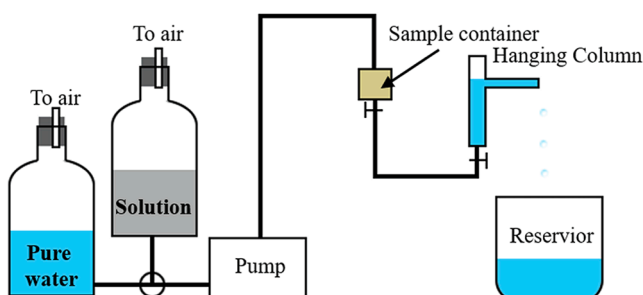 To air
Sample container
Hanging Column
To air
Solution
Pure
water
Pump
Reservior